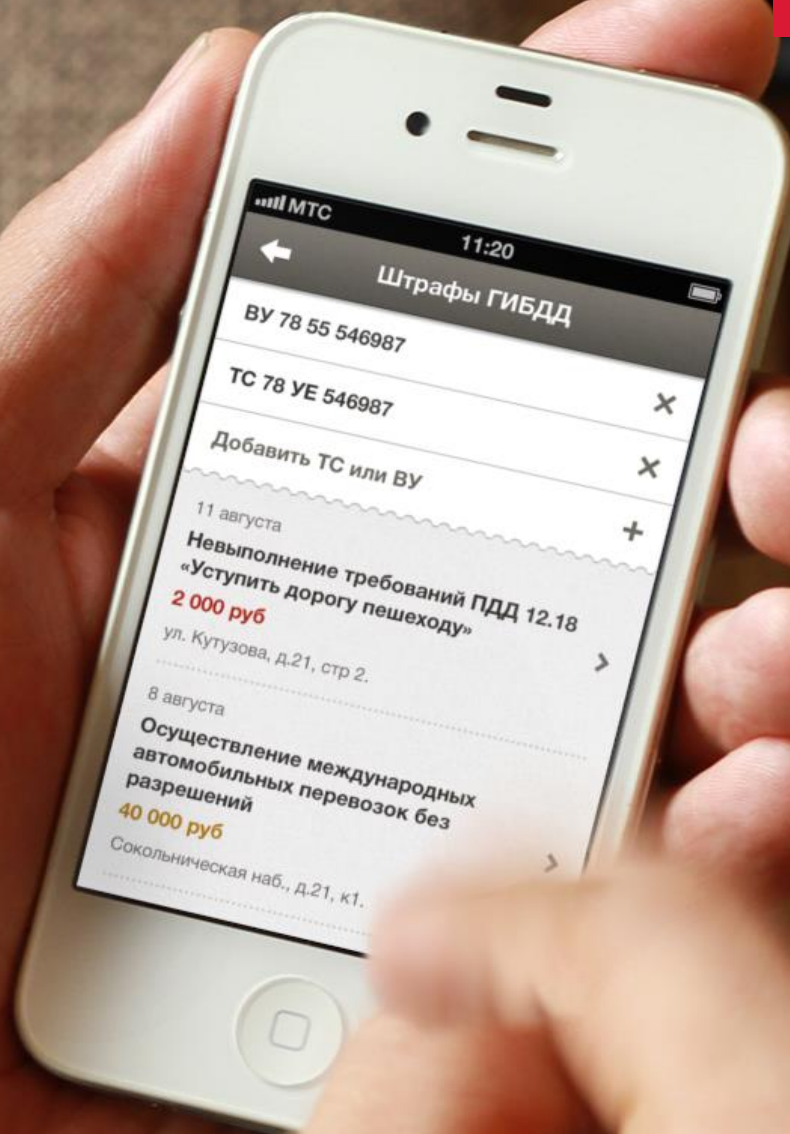 МТС
11:20
Штрафы ГИБДД
ВУ 78 55 546987
ТС 78 УЕ 546987
Добавить ТС или ВУ
11 августа
Невыполнение требований ПДД 12.18
«Уступить дорогу пешеходу»
2 000 руб
ул. Кутузова, д.21, стр 2.
8 августа
Осуществление международных
автомобильных перевозок без
разрешений
40 000 руб
Сокольническая наб., д.21, к1.